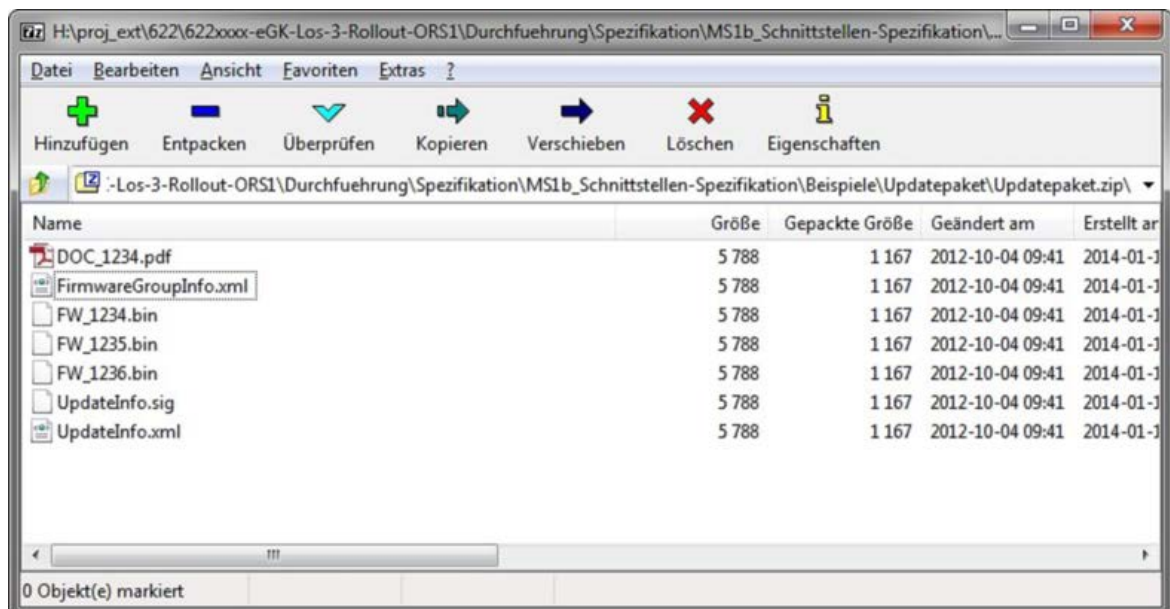 H:\proj_ext\622\622xxxx-eGK-Los-3-Rollout-ORS1\Durchfuehrung\Spezifikation\MS1b_Schnittstellen-Spezifikation\...
Datei Bearbeiten Ansicht Favoriten Extras ?
Hinzufügen Entpacken Überprüfen Kopieren Verschieben Löschen Eigenschaften
:-Los-3-Rollout-ORS1\Durchfuehrung\Spezifikation\MS1b_Schnittstellen-Spezifikation\Beispiele\Updatepaket\Updatepaket.zip\
Name Größe Gepackte Größe Geändert am Erstellt ar
DOC_1234.pdf 5 788 1 167 2012-10-04 09:41 2014-01-1
FirmwareGroupInfo.xml 5 788 1 167 2012-10-04 09:41 2014-01-1
FW_1234.bin 5 788 1 167 2012-10-04 09:41 2014-01-1
FW_1235.bin 5 788 1 167 2012-10-04 09:41 2014-01-1
FW_1236.bin 5 788 1 167 2012-10-04 09:41 2014-01-1
UpdateInfo.sig 5 788 1 167 2012-10-04 09:41 2014-01-1
UpdateInfo.xml 5 788 1 167 2012-10-04 09:41 2014-01-1
0 Objekt(e) markiert